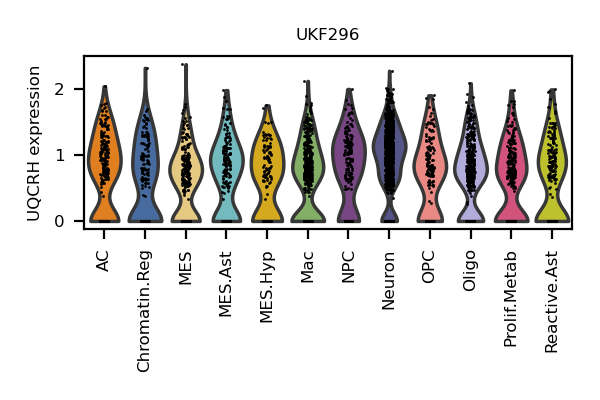 UKF296
UQCRH expression
2
1
0
AC
Chromatin.Reg
MES
MES.Ast
MES.Hyp
Mac
NPC
Neuron
OPC
Oligo
Prolif.Metab
Reactive.Ast